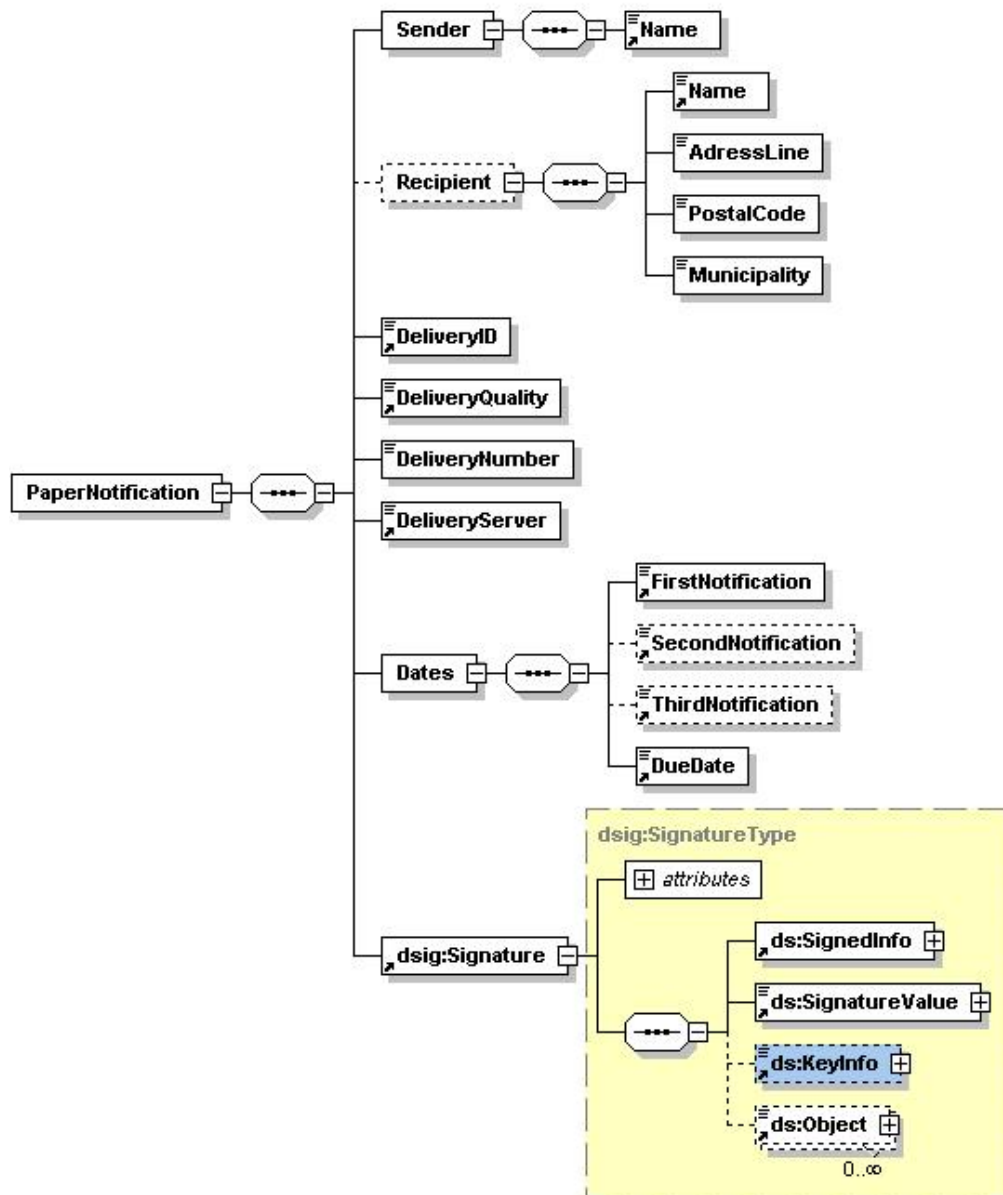 Sender
Name
Name
AdressLine
Recipient
PostalCode
Municipality
DeliveryID
DeliveryQuality
DeliveryNumber
PaperNotification
DeliveryServer
FirstNotification
SecondNotification
Dates
ThirdNotification
DueDate
dsig:SignatureType
attributes
dsig:Signature
ds:SignedInfo
ds:SignatureValue
ds:KeyInfo
ds:Object
0..∞